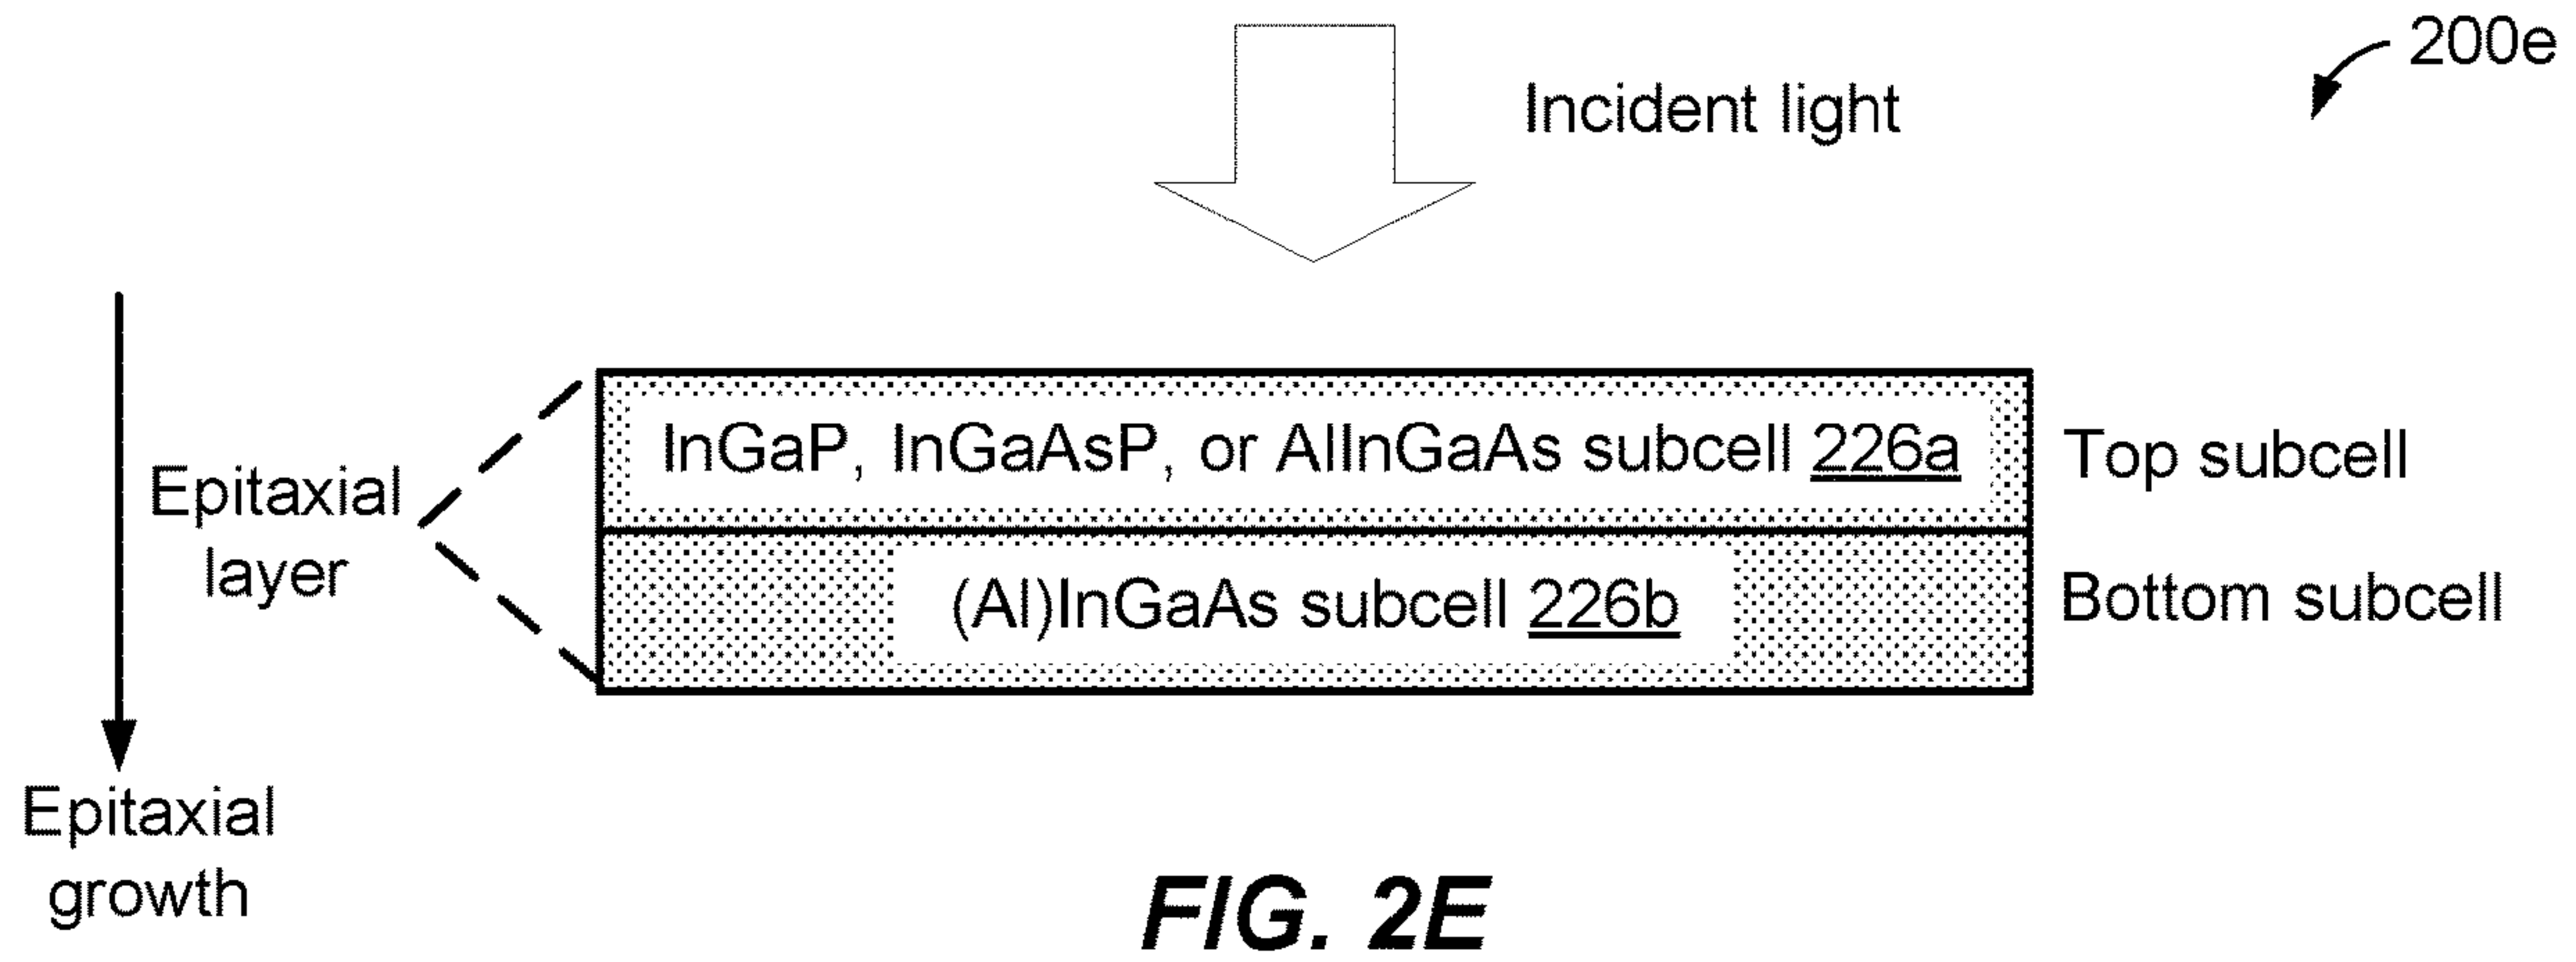 200e
Incident light
InGaP, InGaAsP, or AlInGaAs subcell 226a
Top subcell
Epitaxial
layer
(Al)InGaAs subcell 226b
Bottom subcell
Epitaxial
growth
FIG. 2E